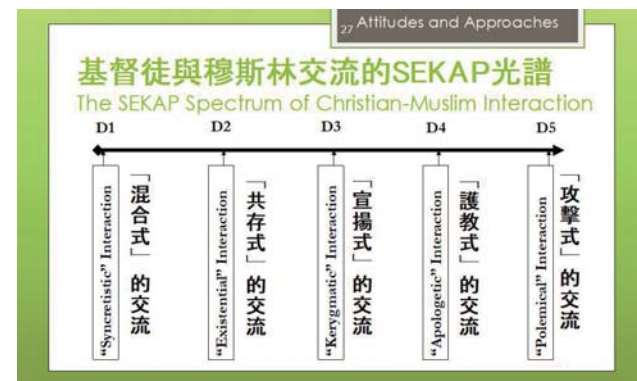 27 Attitudes and Approaches
基督徒與穆斯林交流的SEKAP光譜
The SEKAP Spectrum of Christian-Muslim Interaction
D1
D2
D3
D4
D5
“Syncretistic” Interaction
「混合式」的交流
“Existential” Interaction
「共存式」的交流
“Kerygmatic” Interaction
「宣揚式」的交流
“Apologetic” Interaction
「護教式」的交流
“Polemical” Interaction
「攻擊式」的交流